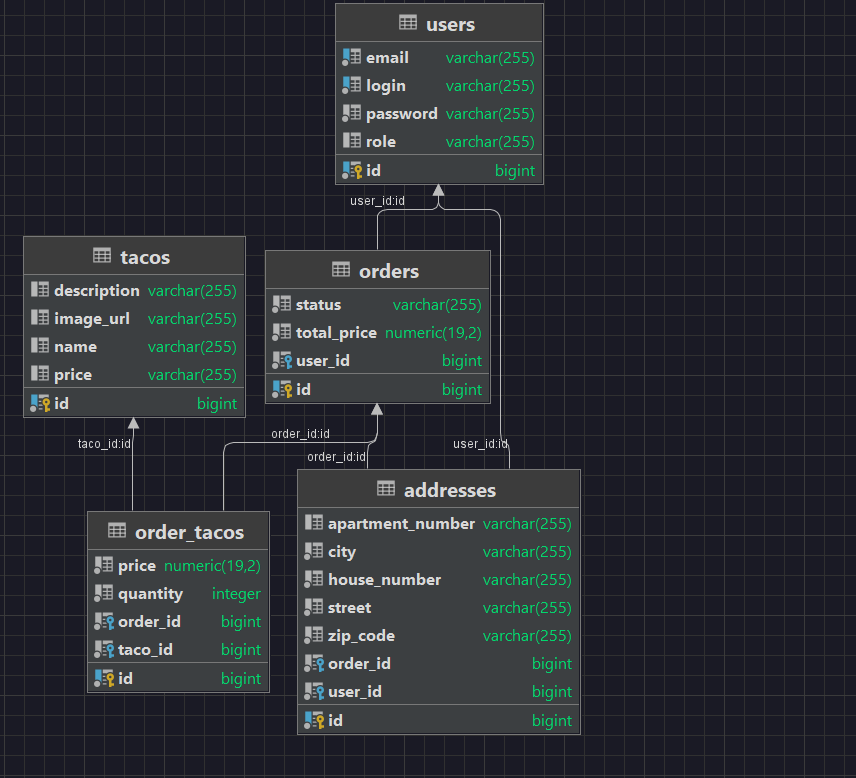 users
email varchar(255)
login varchar(255)
password varchar(255)
role varchar(255)
id bigint
user_id:id
tacos
description varchar(255)
image_url varchar(255)
name varchar(255)
price varchar(255)
id bigint
orders
status varchar(255)
total_price numeric(19,2)
user_id bigint
id bigint
taco_id:id
order_id:id
order_id:id
user_id:id
order_tacos
price numeric(19,2)
quantity integer
order_id bigint
taco_id bigint
id bigint
addresses
apartment_number varchar(255)
city varchar(255)
house_number varchar(255)
street varchar(255)
zip_code varchar(255)
order_id bigint
user_id bigint
id bigint